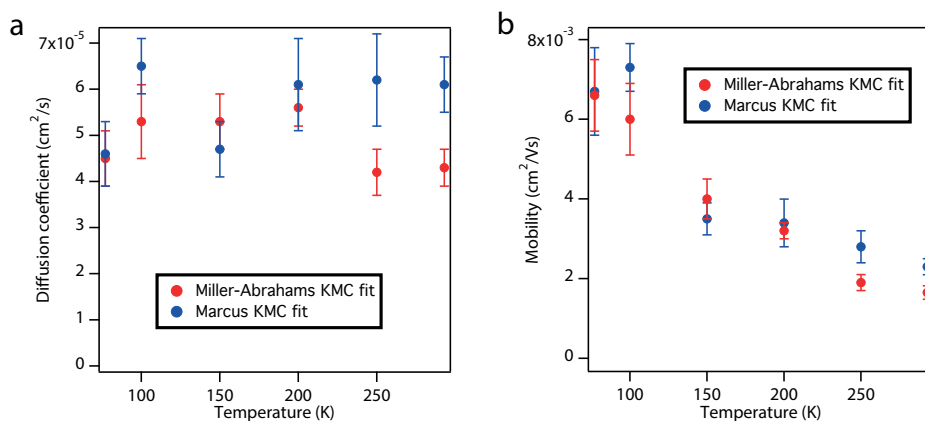 a
7x10⁻⁵
6
5
4
3
2
1
0
Diffusion coefficient (cm²/s)
Miller-Abrahams KMC fit
Marcus KMC fit
100
150
200
250
Temperature (K)
b
8x10⁻³
6
4
2
0
Mobility (cm²/Vs)
Miller-Abrahams KMC fit
Marcus KMC fit
100
150
200
250
Temperature (K)